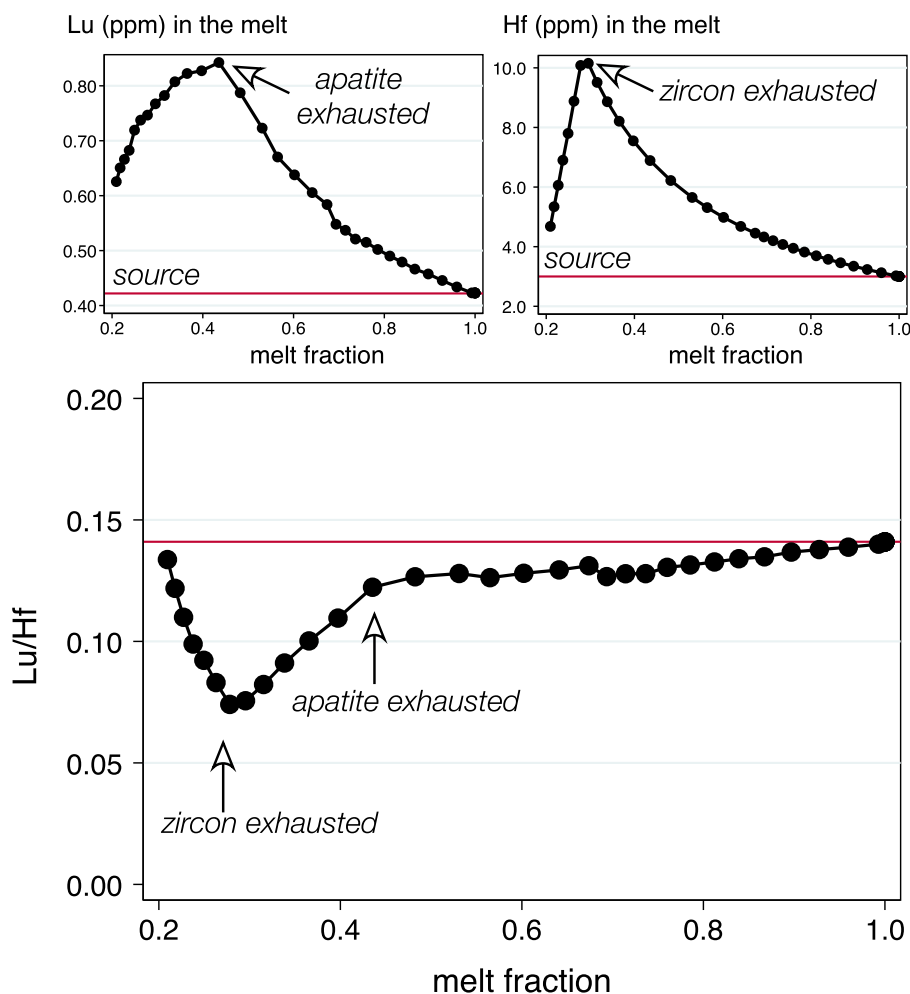 Lu (ppm) in the melt
0.80
0.70
0.60
0.50
0.40
apatite
exhausted
source
0.2 0.4 0.6 0.8 1.0
melt fraction
Hf (ppm) in the melt
10.0
8.0
6.0
4.0
2.0
zircon exhausted
source
0.2 0.4 0.6 0.8 1.0
melt fraction
0.20
0.15
0.10
0.05
0.00
Lu/Hf
apatite exhausted
zircon exhausted
0.2 0.4 0.6 0.8 1.0
melt fraction